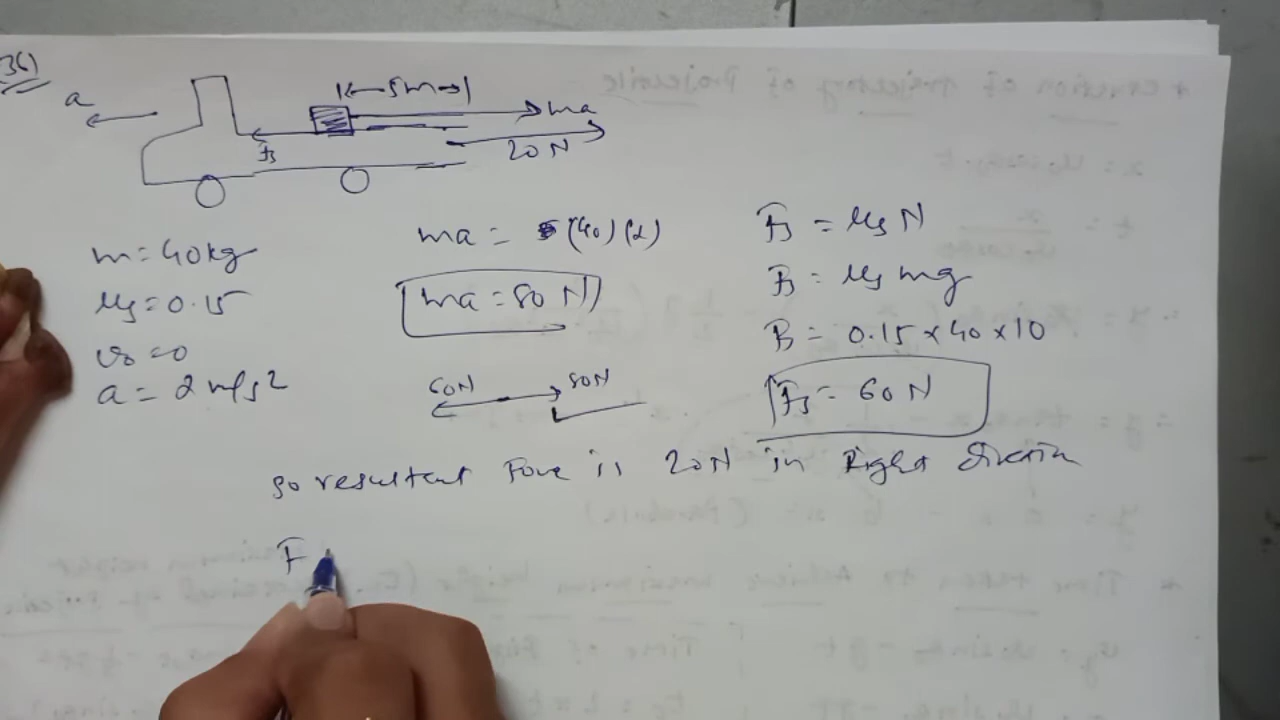 36)
a
5m
ma
fs
20N
m=40kg
μs=0.15
v0=0
a = 2 m/s2
ma = (40)(2)
ma = 80 N
60N 80N
Fs = μs N
Fs = μs mg
Fs = 0.15 × 40 × 10
Fs = 60 N
so resultent Force is 20N in Right direction
F